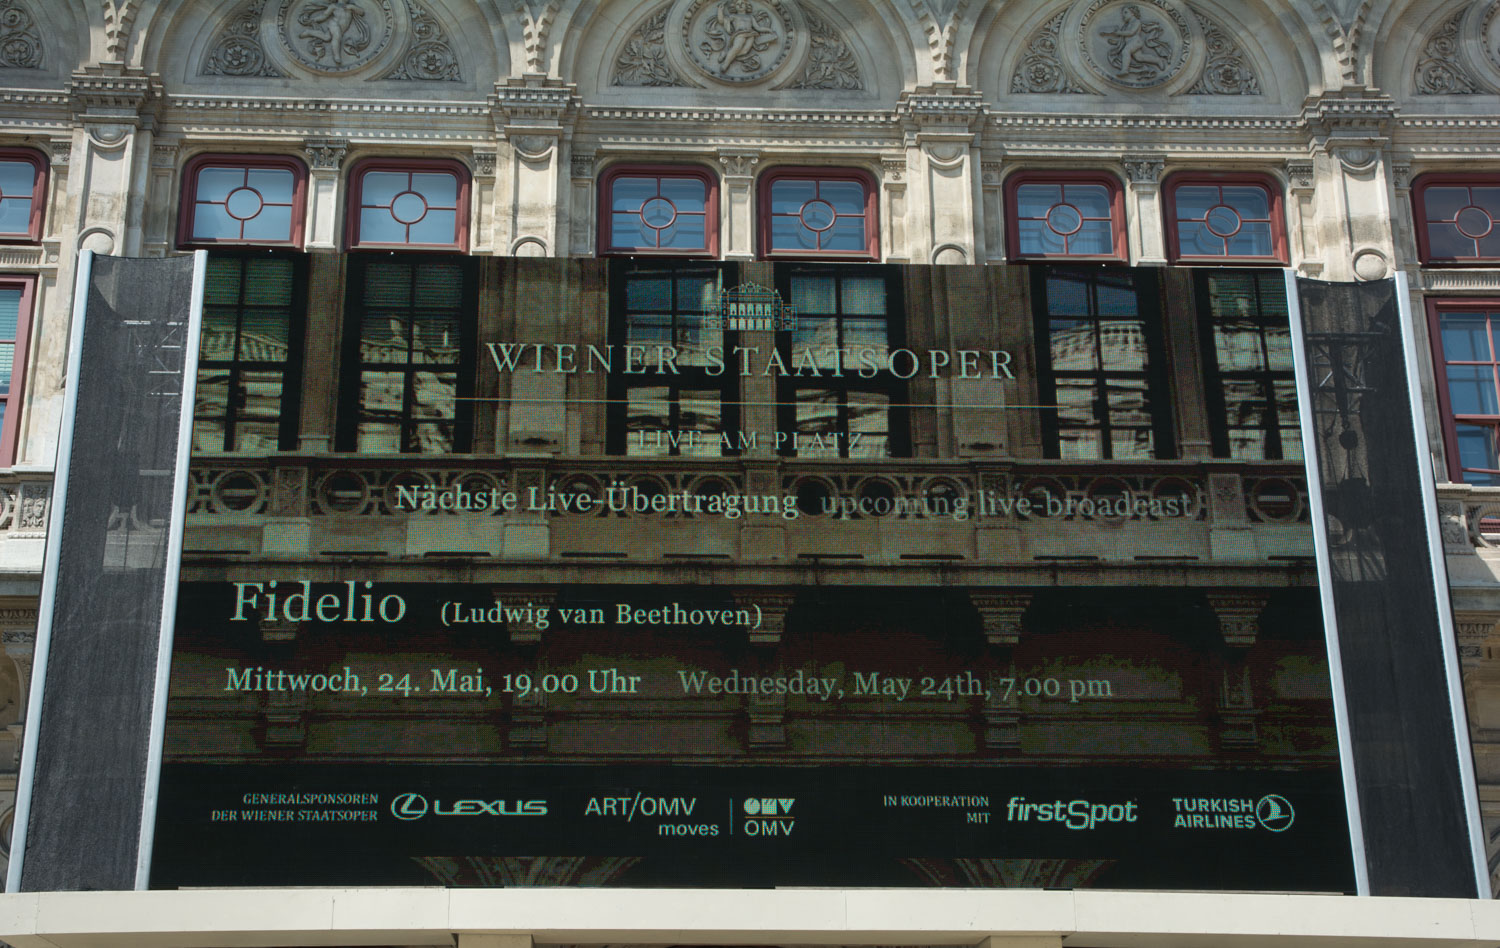 WIENER STAATSOPER
LIVE AM PLATZ
Nächste Live-Übertragung upcoming live-broadcast
Fidelio (Ludwig van Beethoven)
Mittwoch, 24. Mai, 19.00 Uhr Wednesday, May 24th, 7.00 pm
GENERALSPONSOREN
DER WIENER STAATSOPER
LEXUS
ART/OMV
moves
OMV
IN KOOPERATION
MIT
firstSpot
TURKISH
AIRLINES